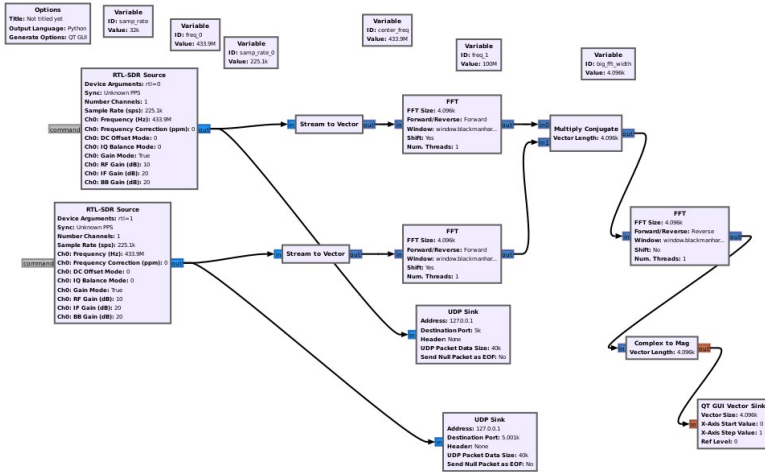 Options
Title: Not titled yet
Output Language: Python
Generate Options: QT GUI
Variable
ID: samp_rate
Value: 32k
Variable
ID: freq_0
Value: 433.9M
Variable
ID: samp_rate_0
Value: 225.1k
Variable
ID: center_freq
Value: 433.9M
Variable
ID: freq_1
Value: 100M
Variable
ID: big_fft_width
Value: 4.096k
RTL-SDR Source
Device Arguments: rtl=0
Sync: Unknown PPS
Number Channels: 1
Sample Rate (sps): 225.1k
Ch0: Frequency (Hz): 433.9M
Ch0: Frequency Correction (ppm): 0
Ch0: DC Offset Mode: 0
Ch0: IQ Balance Mode: 0
Ch0: Gain Mode: True
Ch0: RF Gain (dB): 10
Ch0: IF Gain (dB): 20
Ch0: BB Gain (dB): 20
command
out
in
Stream to Vector
out
in
FFT
FFT Size: 4.096k
Forward/Reverse: Forward
Window: window.blackmanhar...
Shift: Yes
Num. Threads: 1
out
in0
in1
Multiply Conjugate
Vector Length: 4.096k
out
RTL-SDR Source
Device Arguments: rtl=1
Sync: Unknown PPS
Number Channels: 1
Sample Rate (sps): 225.1k
Ch0: Frequency (Hz): 433.9M
Ch0: Frequency Correction (ppm): 0
Ch0: DC Offset Mode: 0
Ch0: IQ Balance Mode: 0
Ch0: Gain Mode: True
Ch0: RF Gain (dB): 10
Ch0: IF Gain (dB): 20
Ch0: BB Gain (dB): 20
command
out
in
Stream to Vector
out
in
FFT
FFT Size: 4.096k
Forward/Reverse: Forward
Window: window.blackmanhar...
Shift: Yes
Num. Threads: 1
out
in
FFT
FFT Size: 4.096k
Forward/Reverse: Reverse
Window: window.blackmanhar...
Shift: No
Num. Threads: 1
out
in
UDP Sink
Address: 127.0.0.1
Destination Port: 5k
Header: None
UDP Packet Data Size: 40k
Send Null Packet as EOF: No
in
Complex to Mag
Vector Length: 4.096k
out
in
QT GUI Vector Sink
Vector Size: 4.096k
X-Axis Start Value: 0
X-Axis Step Value: 1
Ref Level: 0
in
UDP Sink
Address: 127.0.0.1
Destination Port: 5.001k
Header: None
UDP Packet Data Size: 40k
Send Null Packet as EOF: No